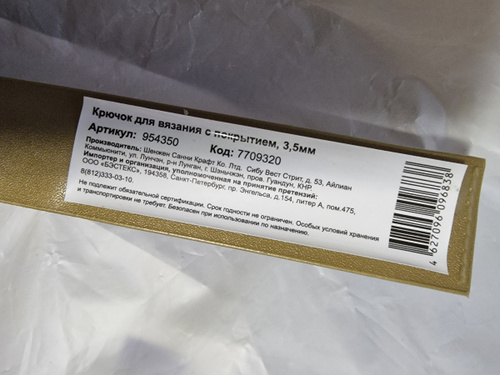 Крючок для вязания с покрытием, 3,5мм
Артикул: 954350 Код: 7709320
Производитель: Шенжен Санни Крафт Ко. Лтд. Сибу Вест Стрит, д. 53, Айлиан
Коммьюнити, ул. Лунчэн, р-н Лунган, г. Шэньчжэн, пров. Гуандун, КНР
Импортер и организация, уполномоченная на принятие претензий:
ООО «БЭСТЕКС», 194358, Санкт-Петербург, пр. Энгельса, д.154, литер А, пом.475,
8(812)333-03-10.
Не подлежит обязательной сертификации. Срок годности не ограничен. Особых условий хранения
и транспортировки не требует. Безопасен при использовании по назначению.
4 627096 096838